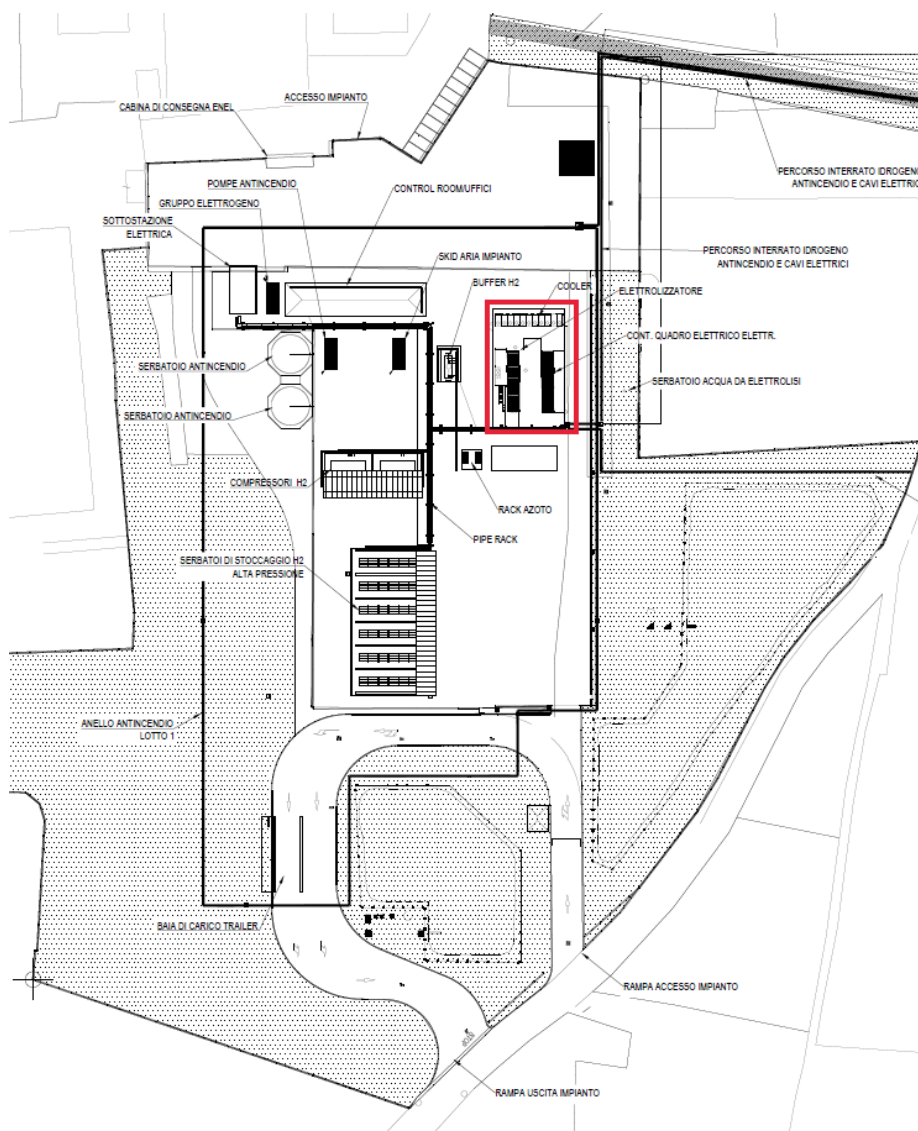 CABINA DI CONSEGNA ENEL
ACCESSO IMPIANTO
PERCORSO INTERRATO IDROGENO
ANTINCENDIO E CAVI ELETTRIC
POMPE ANTINCENDIO
CONTROL ROOM/UFFICI
GRUPPO ELETTROGENO
SOTTOSTAZIONE
ELETTRICA
PERCORSO INTERRATO IDROGENO
ANTINCENDIO E CAVI ELETTRICI
SKID ARIA IMPIANTO
BUFFER H2
COOLER
ELETTROLIZZATORE
CONT. QUADRO ELETTRICO ELETTR.
SERBATOIO ANTINCENDIO
SERBATOIO ACQUA DA ELETTROLISI
SERBATOIO ANTINCENDIO
COMPRESSORI H2
RACK AZOTO
PIPE RACK
SERBATOI DI STOCCAGGIO H2
ALTA PRESSIONE
ANELLO ANTINCENDIO
LOTTO 1
BAIA DI CARICO TRAILER
RAMPA ACCESSO IMPIANTO
STOP
RAMPA USCITA IMPIANTO